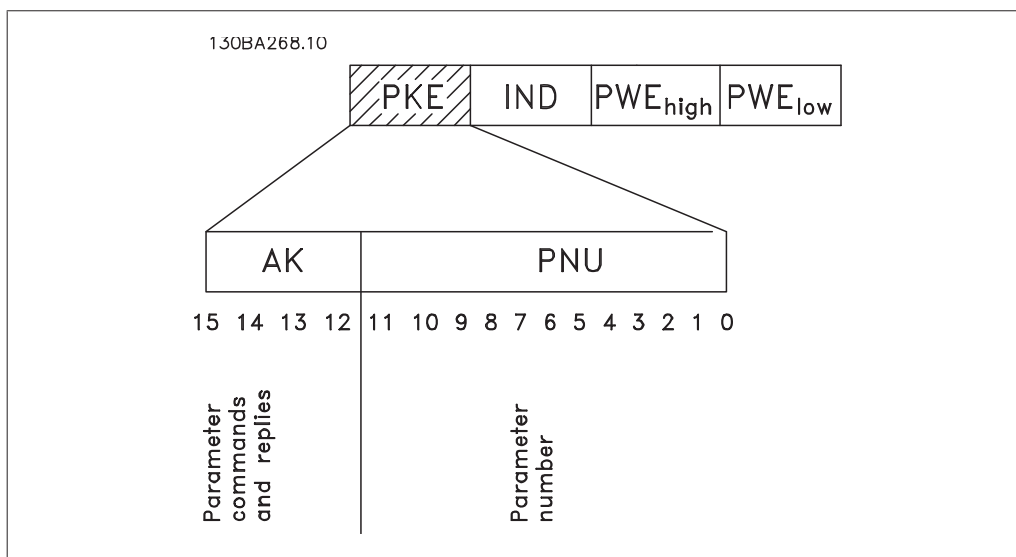 130BA268.10
PKE IND PWEhigh PWElow
AK PNU
15 14 13 12 11 10 9 8 7 6 5 4 3 2 1 0
Parameter
commands
and replies
Parameter
number